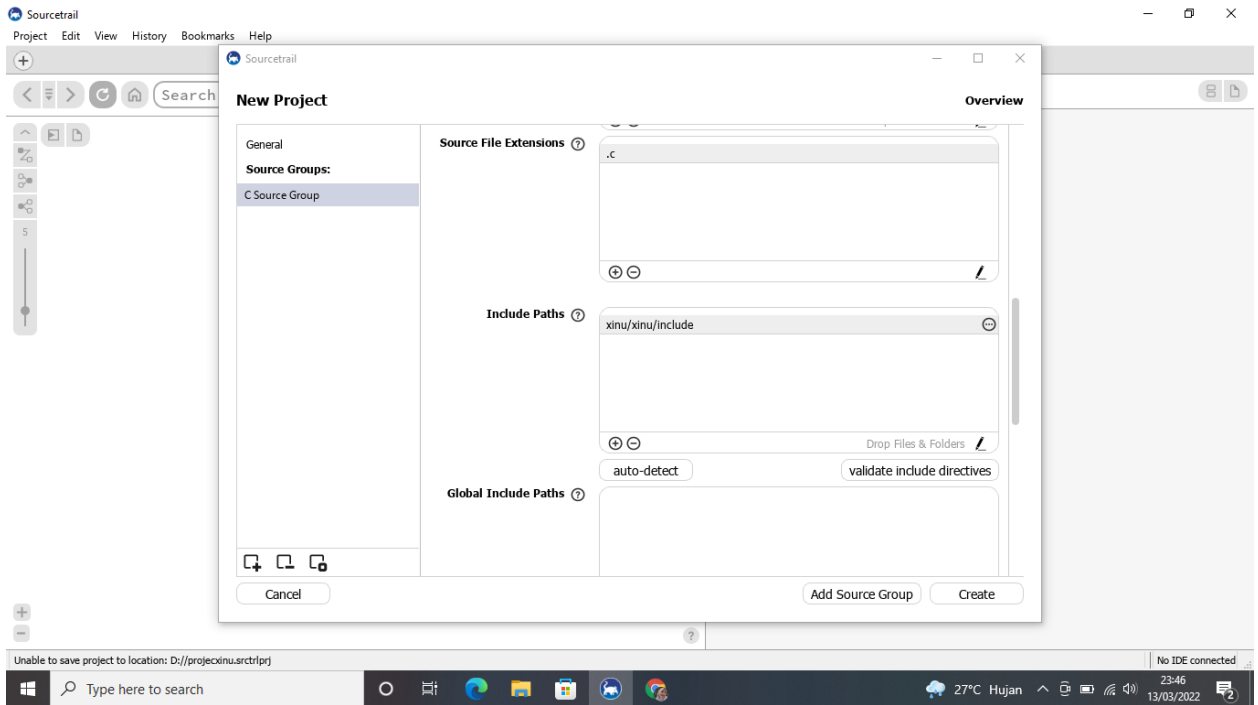 Sourcetrail
Project Edit View History Bookmarks Help
Sourcetrail
Search
New Project
Overview
General
Source Groups:
C Source Group
5
Source File Extensions ?
.c
Include Paths ?
xinu/xinu/include
Drop Files & Folders
auto-detect
validate include directives
Global Include Paths ?
Cancel
Add Source Group
Create
?
Unable to save project to location: D://projecxinu.srctrlprj
No IDE connected
Type here to search
27°C Hujan
23:46
13/03/2022
2